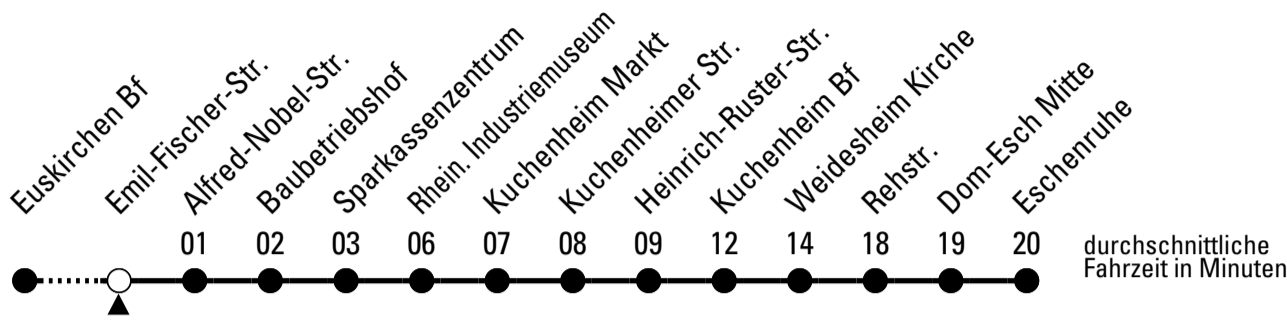 Euskirchen Bf
Emil-Fischer-Str.
Alfred-Nobel-Str.
Baubetriebshof
Sparkassenzentrum
Rhein. Industriemuseum
Kuchenheim Markt
Kuchenheimer Str.
Heinrich-Ruster-Str.
Kuchenheim Bf
Weidesheim Kirche
Rehstr.
Dom-Esch Mitte
Eschenruhe
01 02 03 06 07 08 09 12 14 18 19 20
durchschnittliche
Fahrzeit in Minuten